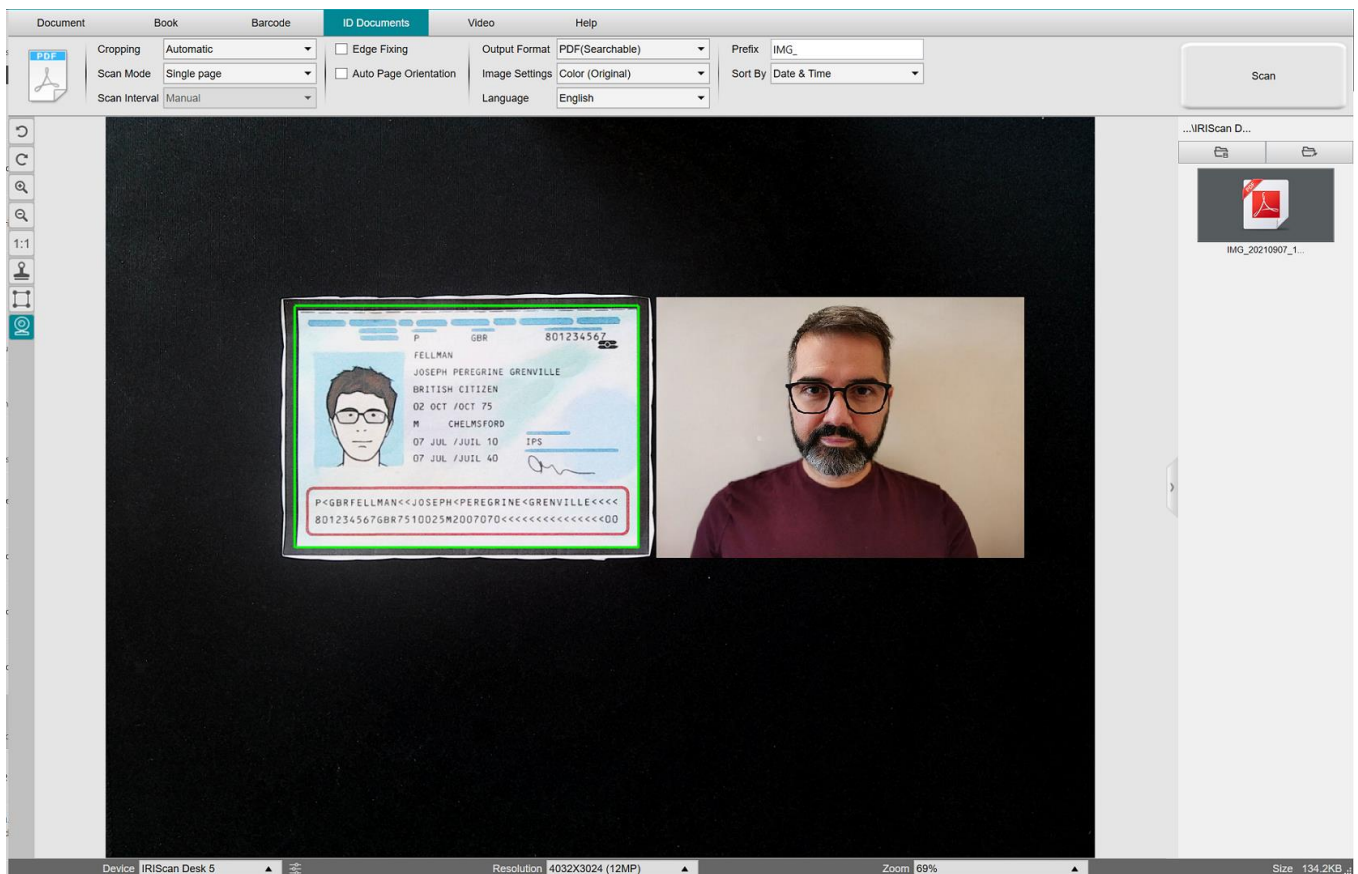 Document Book Barcode ID Documents Video Help
PDF
Cropping Automatic
Scan Mode Single page
Scan Interval Manual
Edge Fixing
Auto Page Orientation
Output Format PDF(Searchable)
Image Settings Color (Original)
Language English
Prefix IMG_
Sort By Date & Time
Scan
1:1
...\IRIScan D...
PDF
IMG_20210907_1...
P GBR 801234567
FELLMAN
JOSEPH PEREGRINE GRENVILLE
BRITISH CITIZEN
02 OCT /OCT 75
M CHELMSFORD
07 JUL /JUIL 10 IPS
07 JUL /JUIL 40
P<GBRFELLMAN<<JOSEPH<PEREGRINE<GRENVILLE<<<<
801234567GBR7510025M2007070<<<<<<<<<<<<<<<00
Device IRIScan Desk 5 Resolution 4032X3024 (12MP) Zoom 69% Size 134.2KB